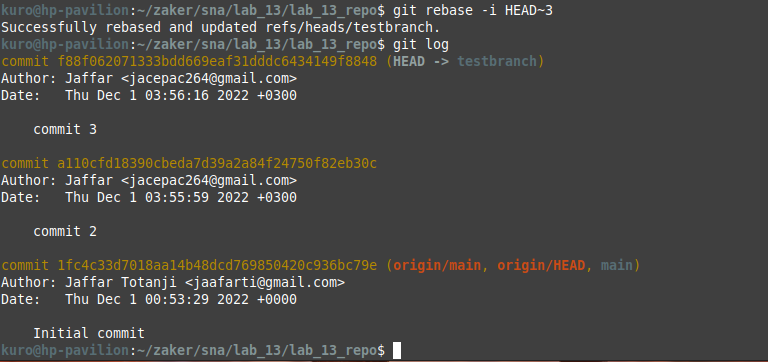 kuro@hp-pavilion:~/zaker/sna/lab_13/lab_13_repo$ git rebase -i HEAD~3
Successfully rebased and updated refs/heads/testbranch.
kuro@hp-pavilion:~/zaker/sna/lab_13/lab_13_repo$ git log
commit f88f062071333bdd669eaf31dddc6434149f8848 (HEAD -> testbranch)
Author: Jaffar <jacepac264@gmail.com>
Date:   Thu Dec 1 03:56:16 2022 +0300
commit 3
commit a110cfd18390cbeda7d39a2a84f24750f82eb30c
Author: Jaffar <jacepac264@gmail.com>
Date:   Thu Dec 1 03:55:59 2022 +0300
commit 2
commit 1fc4c33d7018aa14b48dcd769850420c936bc79e (origin/main, origin/HEAD, main)
Author: Jaffar Totanji <jaafarti@gmail.com>
Date:   Thu Dec 1 00:53:29 2022 +0000
Initial commit
kuro@hp-pavilion:~/zaker/sna/lab_13/lab_13_repo$